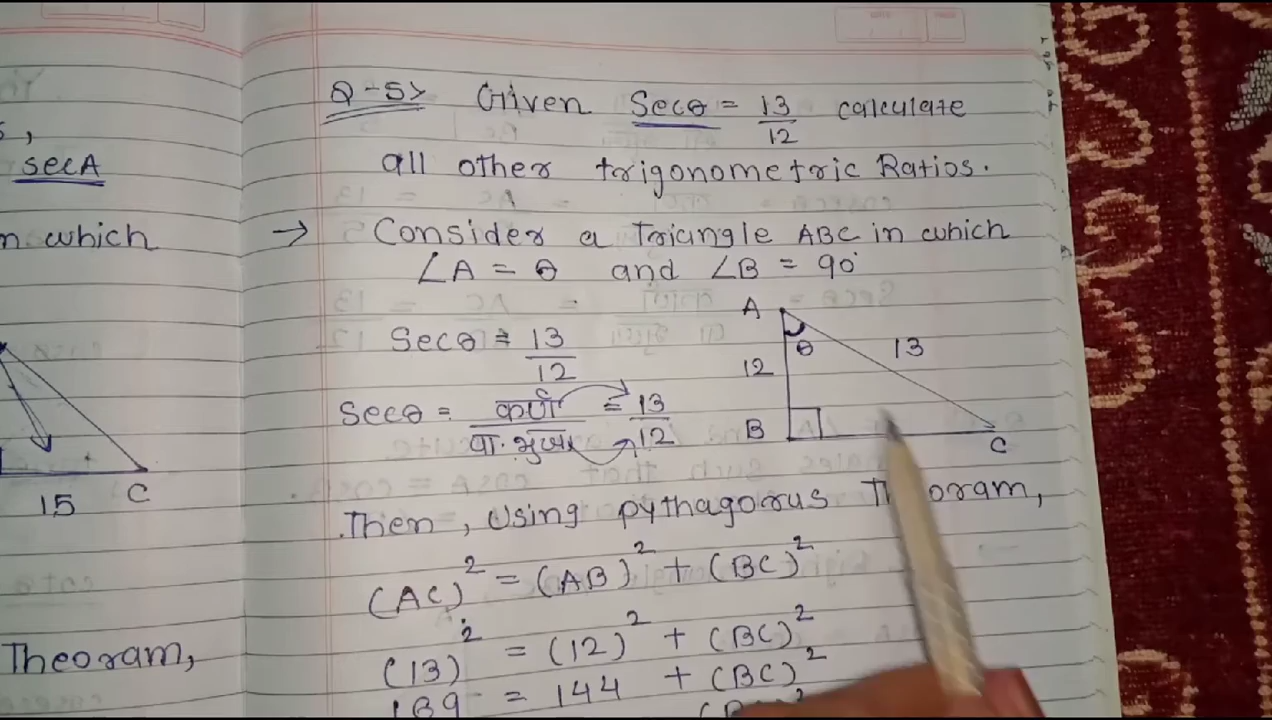 s,
secA
n which
15 C
Theoram,
Q-5> Given Secθ = 13/12 calculate
all other trigonometric Ratios.
→ Consider a Triangle ABC in which
∠A = θ and ∠B = 90°
Secθ = 13/12
Secθ = कर्ण/पा. भुजा = 13/12
A
θ
12
13
B
C
Then, Using pythagorus Theoram,
(AC)² = (AB)² + (BC)²
(13)² = (12)² + (BC)²
169 = 144 + (BC)²